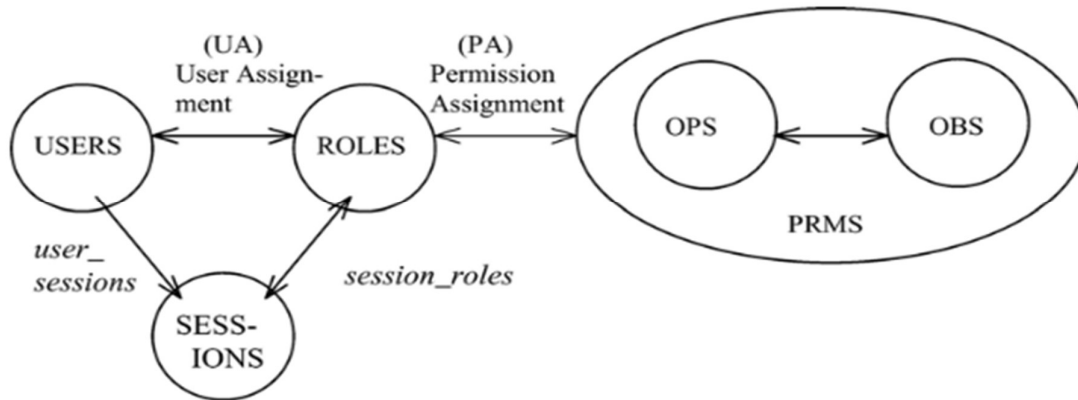 (UA)
User Assign-
ment
(PA)
Permission
Assignment
USERS
ROLES
OPS
OBS
PRMS
user_
sessions
session_roles
SESS-
IONS